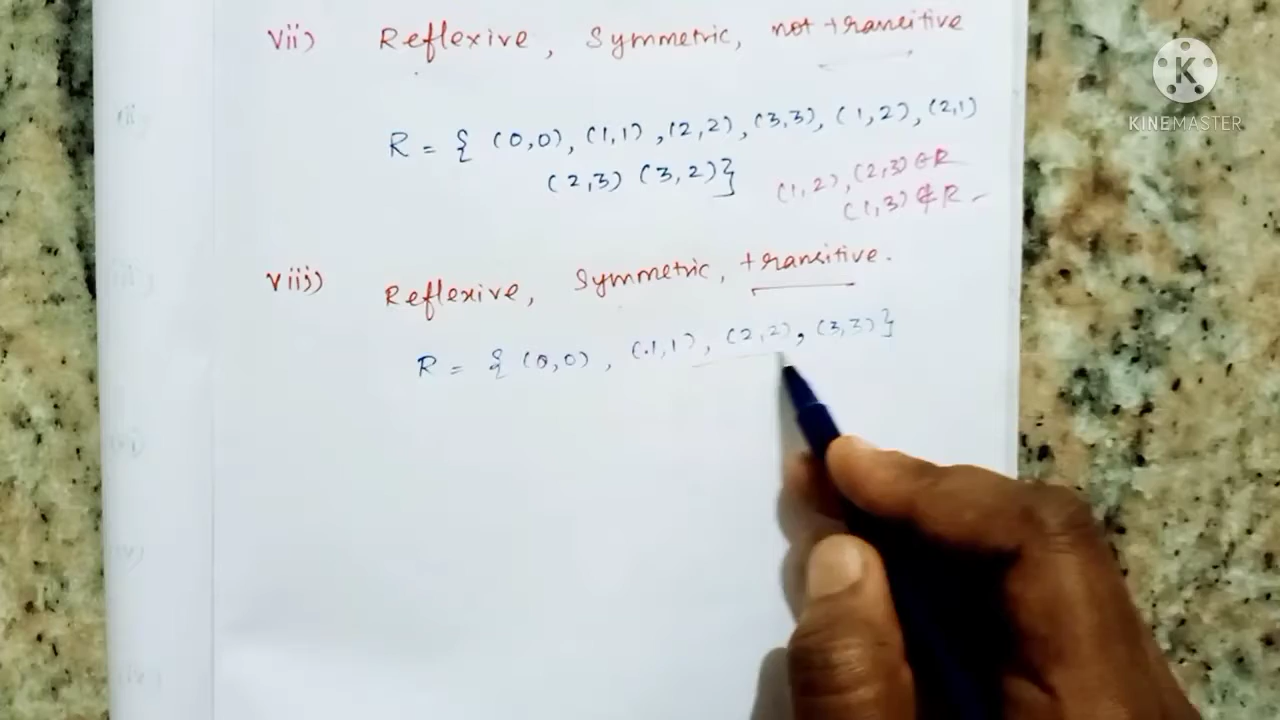 vii) Reflexive, Symmetric, not transitive
R = { (0,0), (1,1), (2,2), (3,3), (1,2), (2,1)
(2,3) (3,2)}
(1,2), (2,3) ∈ R
(1,3) ∉ R
viii) Reflexive, Symmetric, transitive.
R = { (0,0), (1,1), (2,2), (3,3)}
K
KINEMASTER